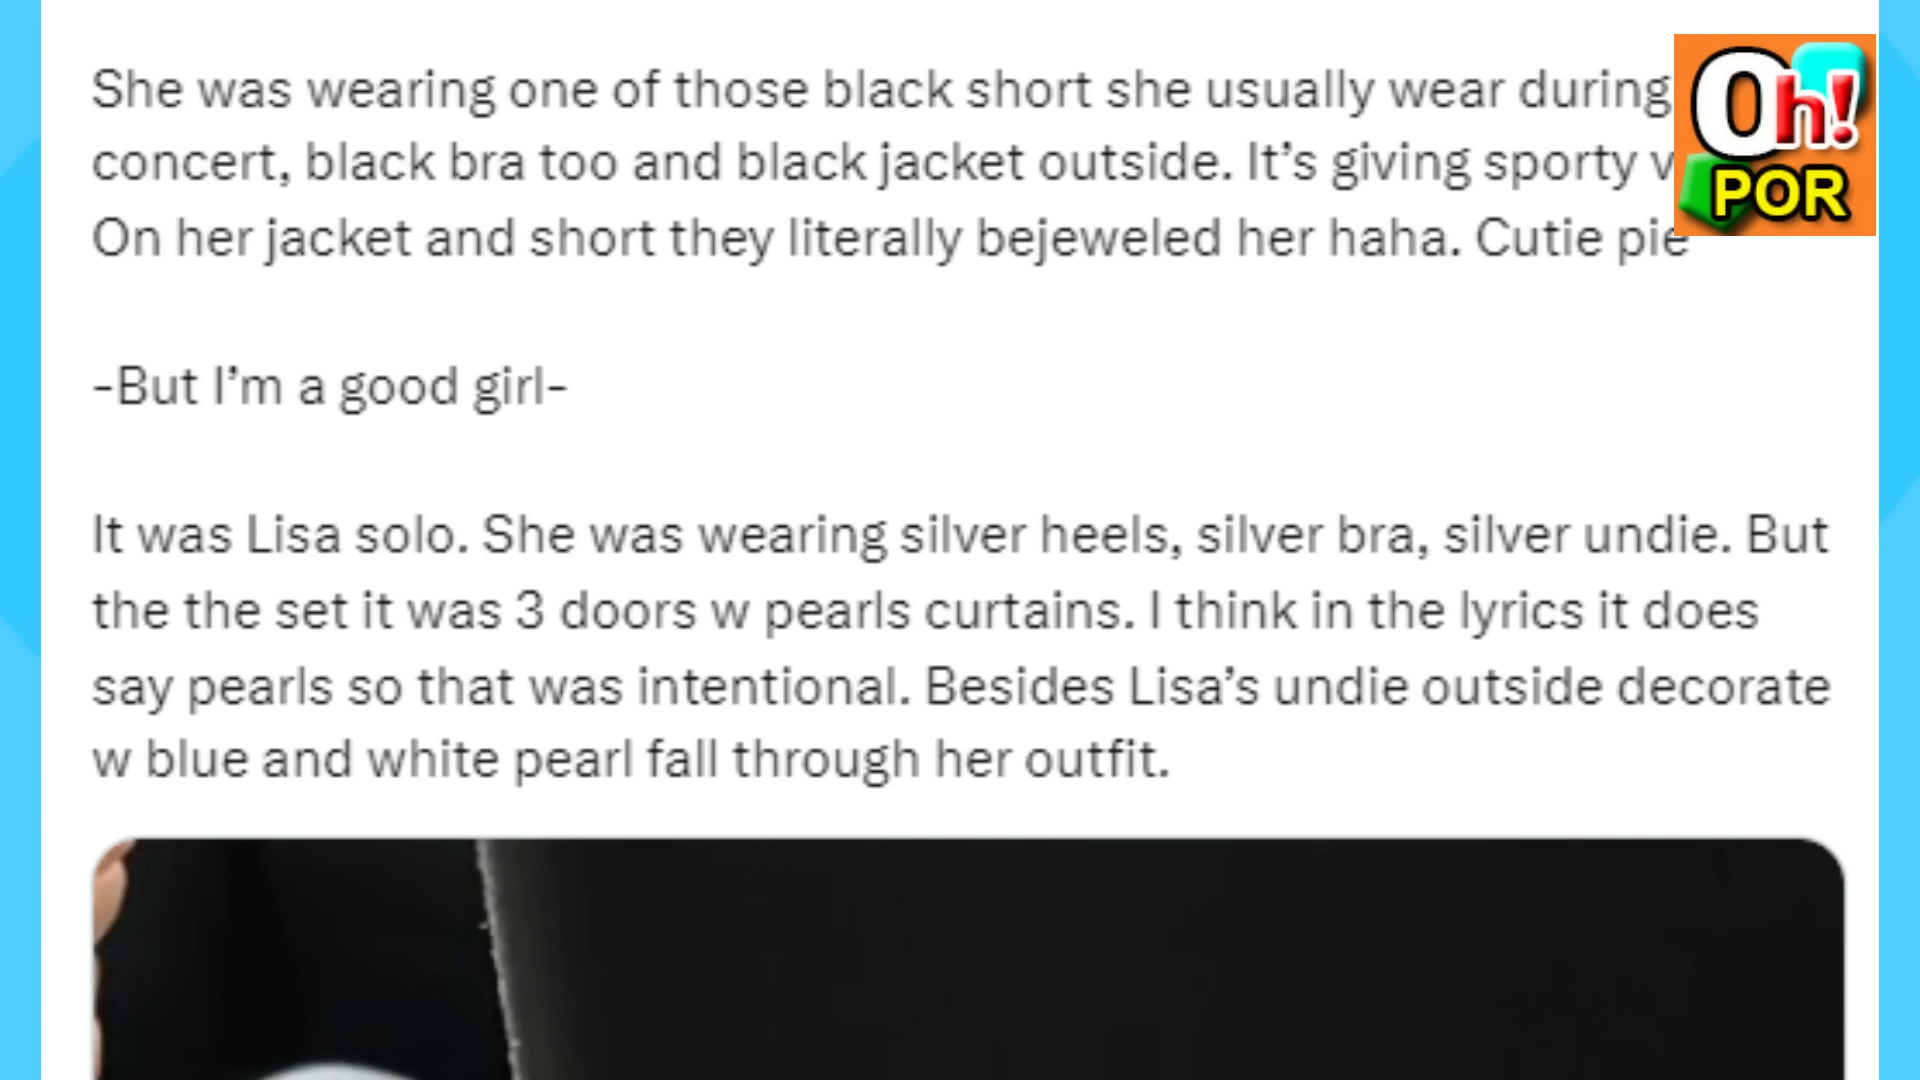 She was wearing one of those black short she usually wear during
concert, black bra too and black jacket outside. It’s giving sporty
On her jacket and short they literally bejeweled her haha. Cutie pie
-But I’m a good girl-
It was Lisa solo. She was wearing silver heels, silver bra, silver undie. But
the the set it was 3 doors w pearls curtains. I think in the lyrics it does
say pearls so that was intentional. Besides Lisa’s undie outside decorate
w blue and white pearl fall through her outfit.
Oh!
POR